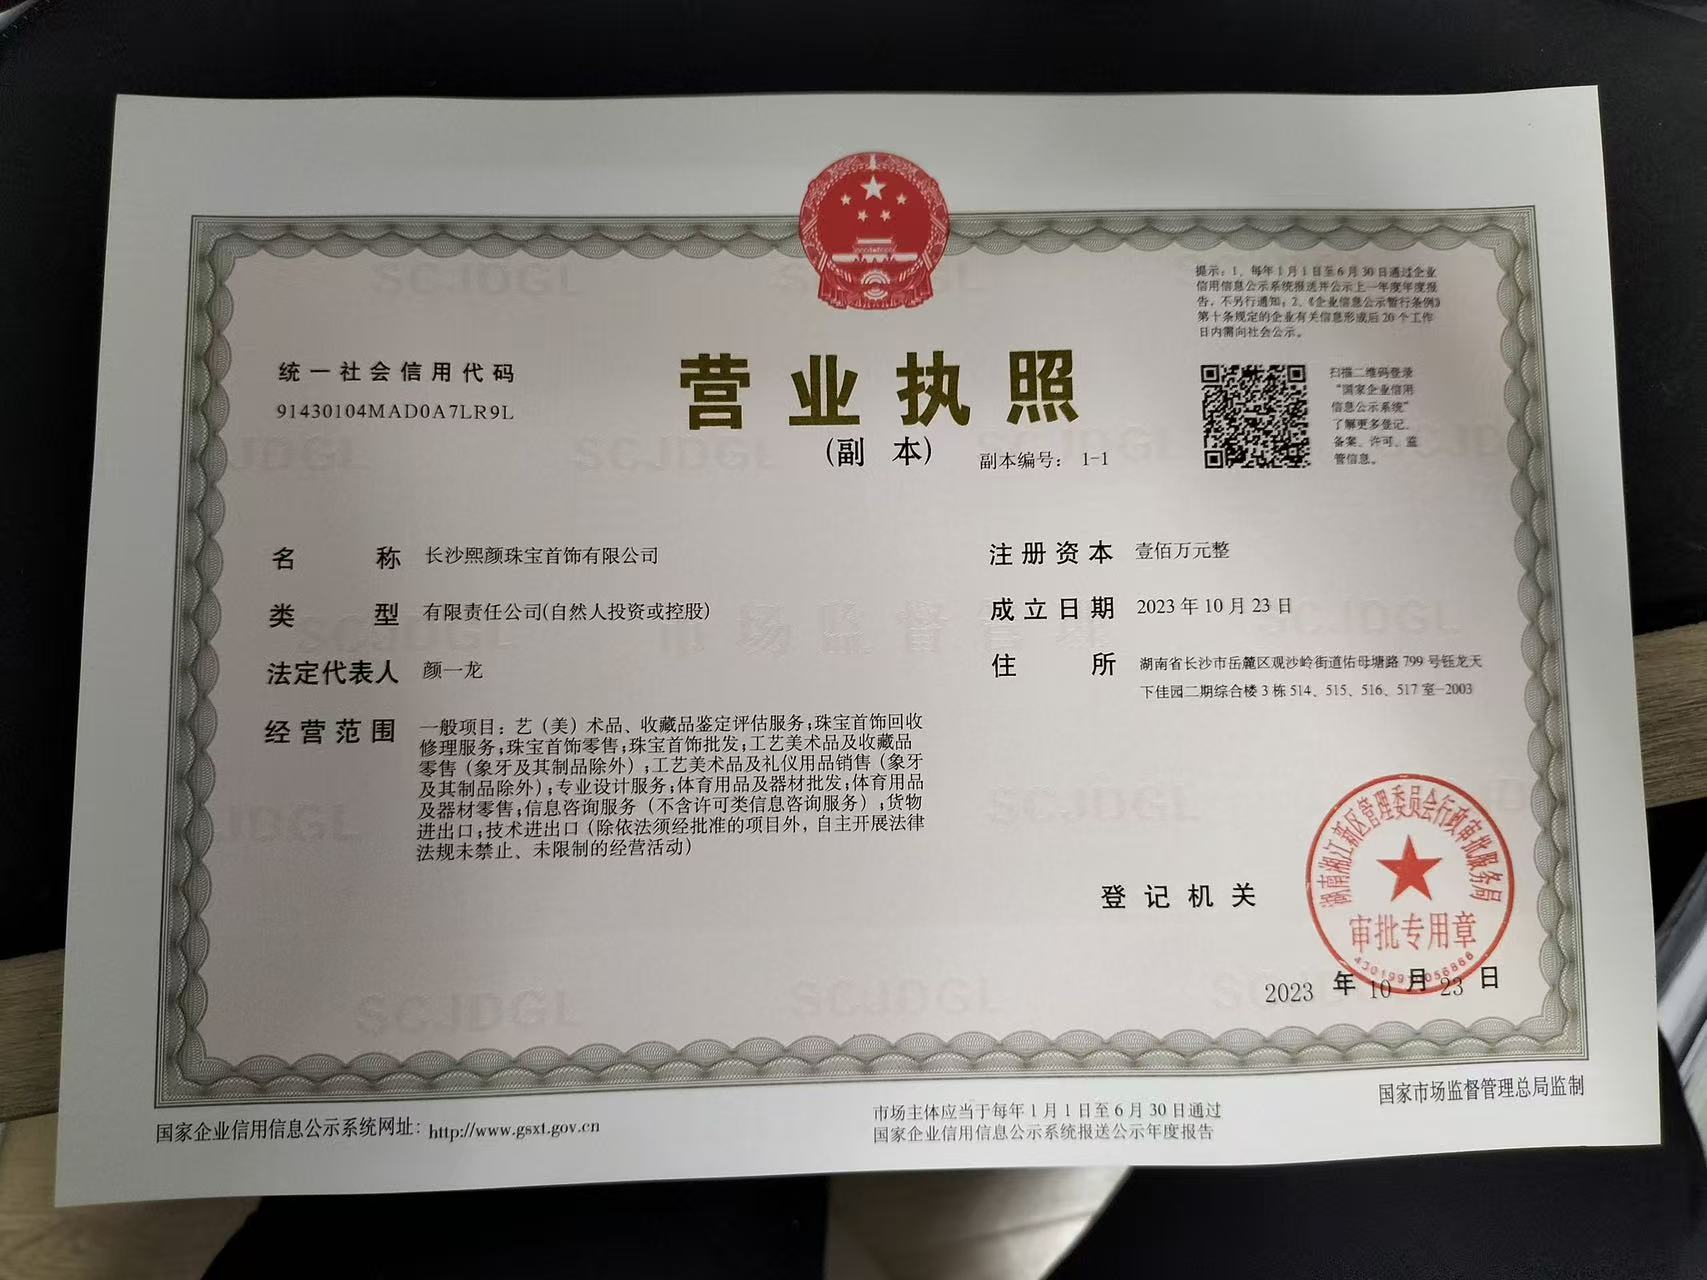 提示：1、每年1月1日至6月30日通过企业
信用信息公示系统报送并公示上一年度年度报
告，不另行通知；2、《企业信息公示暂行条例》
第十条规定的企业有关信息形成后20个工作
日内需向社会公示。
统一社会信用代码
91430104MAD0A7LR9L
营业执照
(副 本)
副本编号： 1-1
扫描二维码登录
“国家企业信用
信息公示系统”
了解更多登记、
备案、许可、监
管信息。
名 称 长沙熙颜珠宝首饰有限公司
类 型 有限责任公司(自然人投资或控股)
法定代表人 颜一龙
经营范围 一般项目：艺（美）术品、收藏品鉴定评估服务;珠宝首饰回收
修理服务;珠宝首饰零售;珠宝首饰批发;工艺美术品及收藏品
零售（象牙及其制品除外）;工艺美术品及礼仪用品销售（象牙
及其制品除外）;专业设计服务;体育用品及器材批发;体育用品
及器材零售;信息咨询服务（不含许可类信息咨询服务）;货物
进出口;技术进出口（除依法须经批准的项目外，自主开展法律
法规未禁止、未限制的经营活动）
注册资本 壹佰万元整
成立日期 2023年10月23日
住 所 湖南省长沙市岳麓区观沙岭街道佑母塘路799号钰龙天
下佳园二期综合楼3栋514、515、516、517室-2003
登记机关
湖南湘江新区管理委员会行政审批服务局
审批专用章
2023 年 10 月 23 日
SCJDGL
市场监督管理
国家企业信用信息公示系统网址： http://www.gsxt.gov.cn
市场主体应当于每年1月1日至6月30日通过
国家企业信用信息公示系统报送公示年度报告
国家市场监督管理总局监制